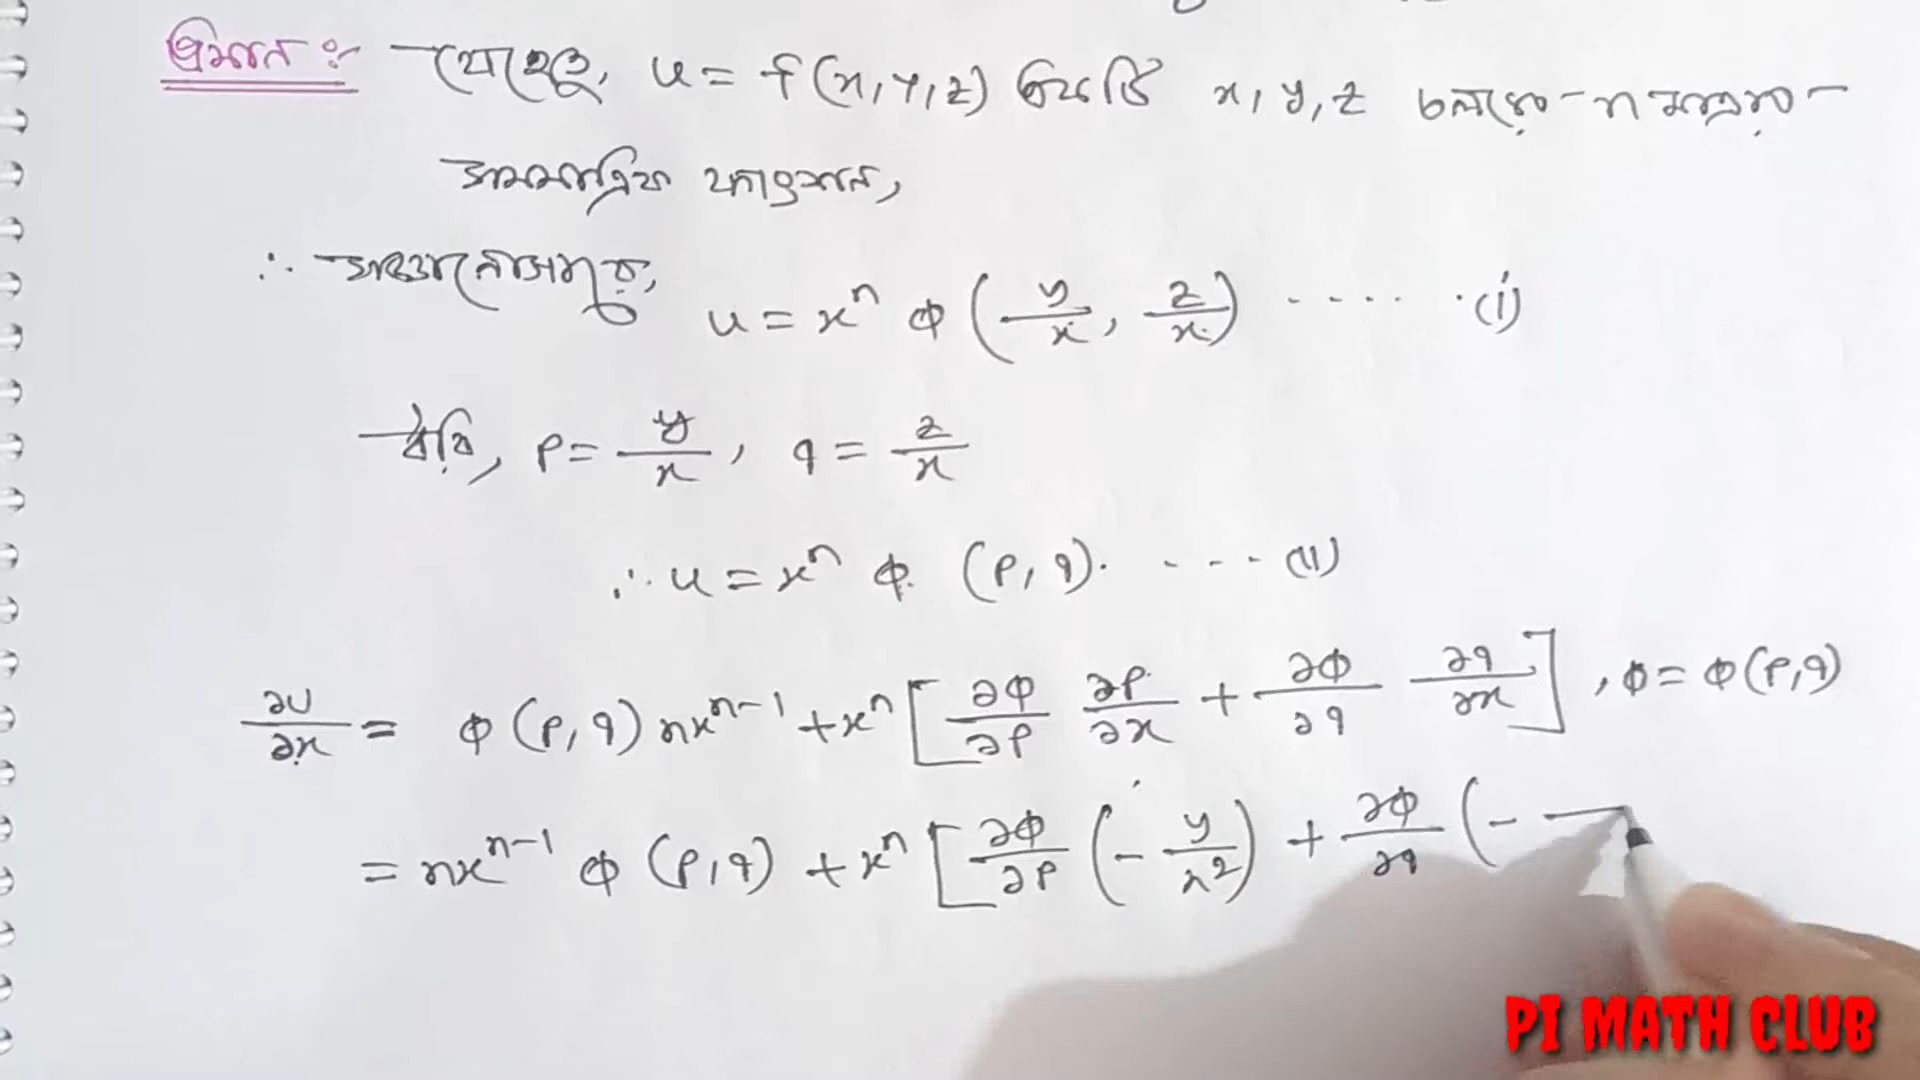 প্রমাণ :- যেহেতু, u = f(x, y, z) একটি x, y, z চলকের n মাত্রার
সমমাত্রিক ফাংশন,
∴ u = xⁿ φ (y/x, z/x) ..... (i)
ধরি, p = y/x, q = z/x
∴ u = xⁿ φ (p, q) .... (ii)
∂u/∂x = φ (p, q) nxⁿ⁻¹ + xⁿ [∂φ/∂p ∂p/∂x + ∂φ/∂q ∂q/∂x], φ = φ(p, q)
= nxⁿ⁻¹ φ (p, q) + xⁿ [∂φ/∂p (- y/x²) + ∂φ/∂q (-
PI MATH CLUB